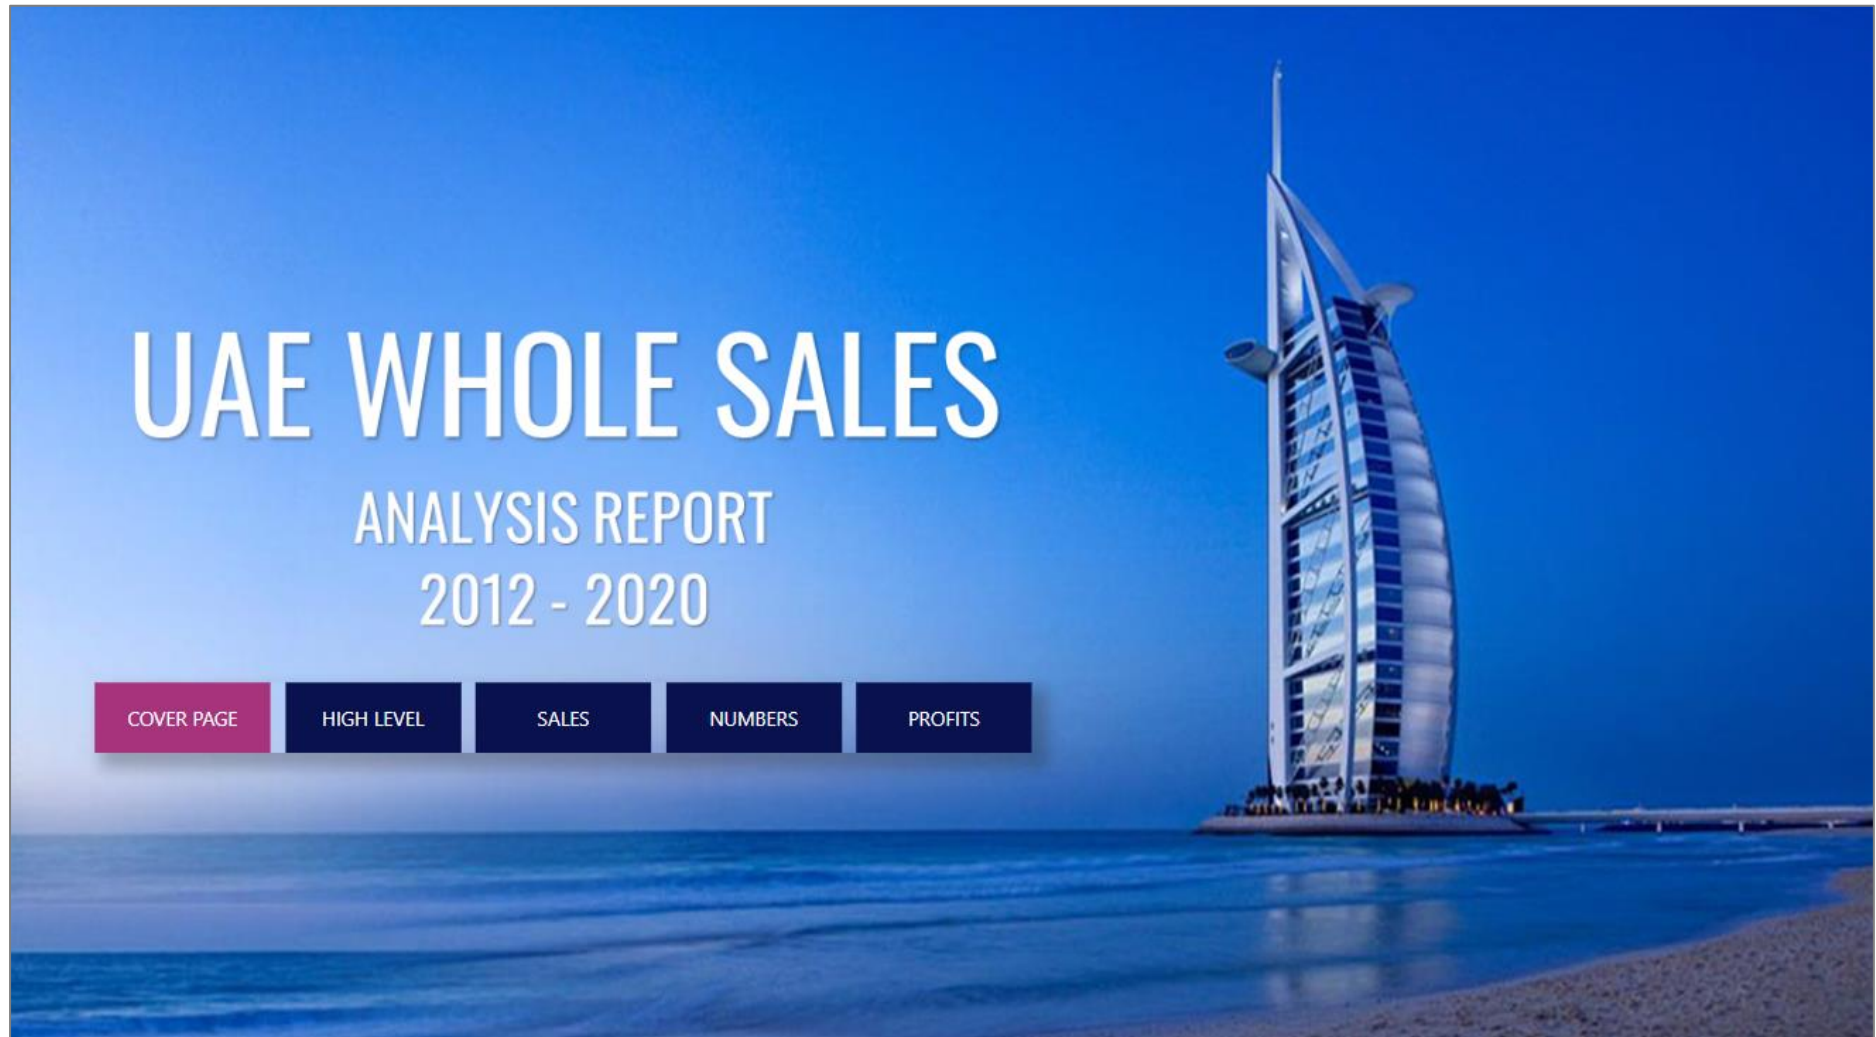 UAE WHOLE SALES
ANALYSIS REPORT
2012 - 2020
COVER PAGE
HIGH LEVEL
SALES
NUMBERS
PROFITS